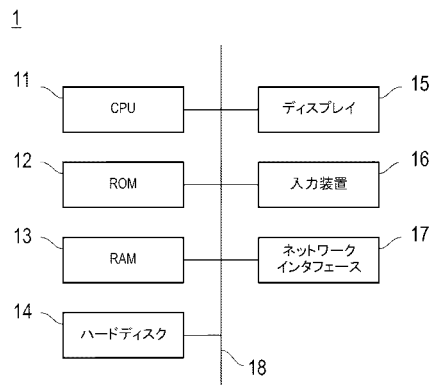 1
11
CPU
15
ディスプレイ
12
ROM
16
入力装置
13
RAM
17
ネットワーク
インタフェース
14
ハードディスク
18